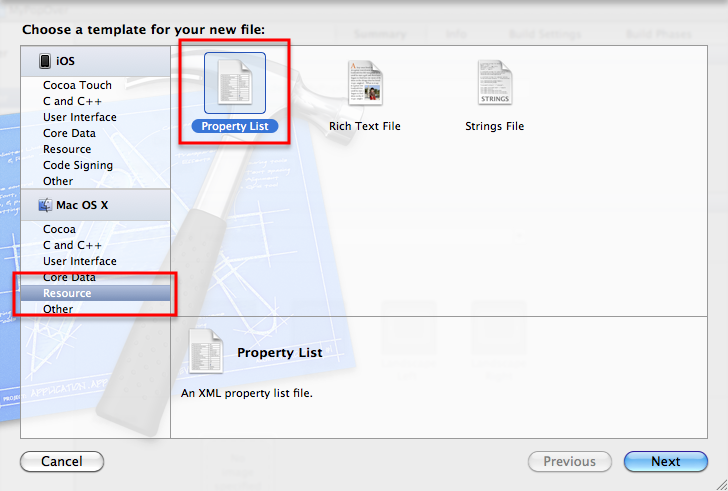 Summary Info Build Settings Build Phases
Choose a template for your new file:
iOS
Cocoa Touch
C and C++
User Interface
Core Data
Resource
Code Signing
Other
Mac OS X
Cocoa
C and C++
User Interface
Core Data
Resource
Other
Property List
Rich Text File
STRINGS
Strings File
Property List
An XML property list file.
Cancel
Previous
Next